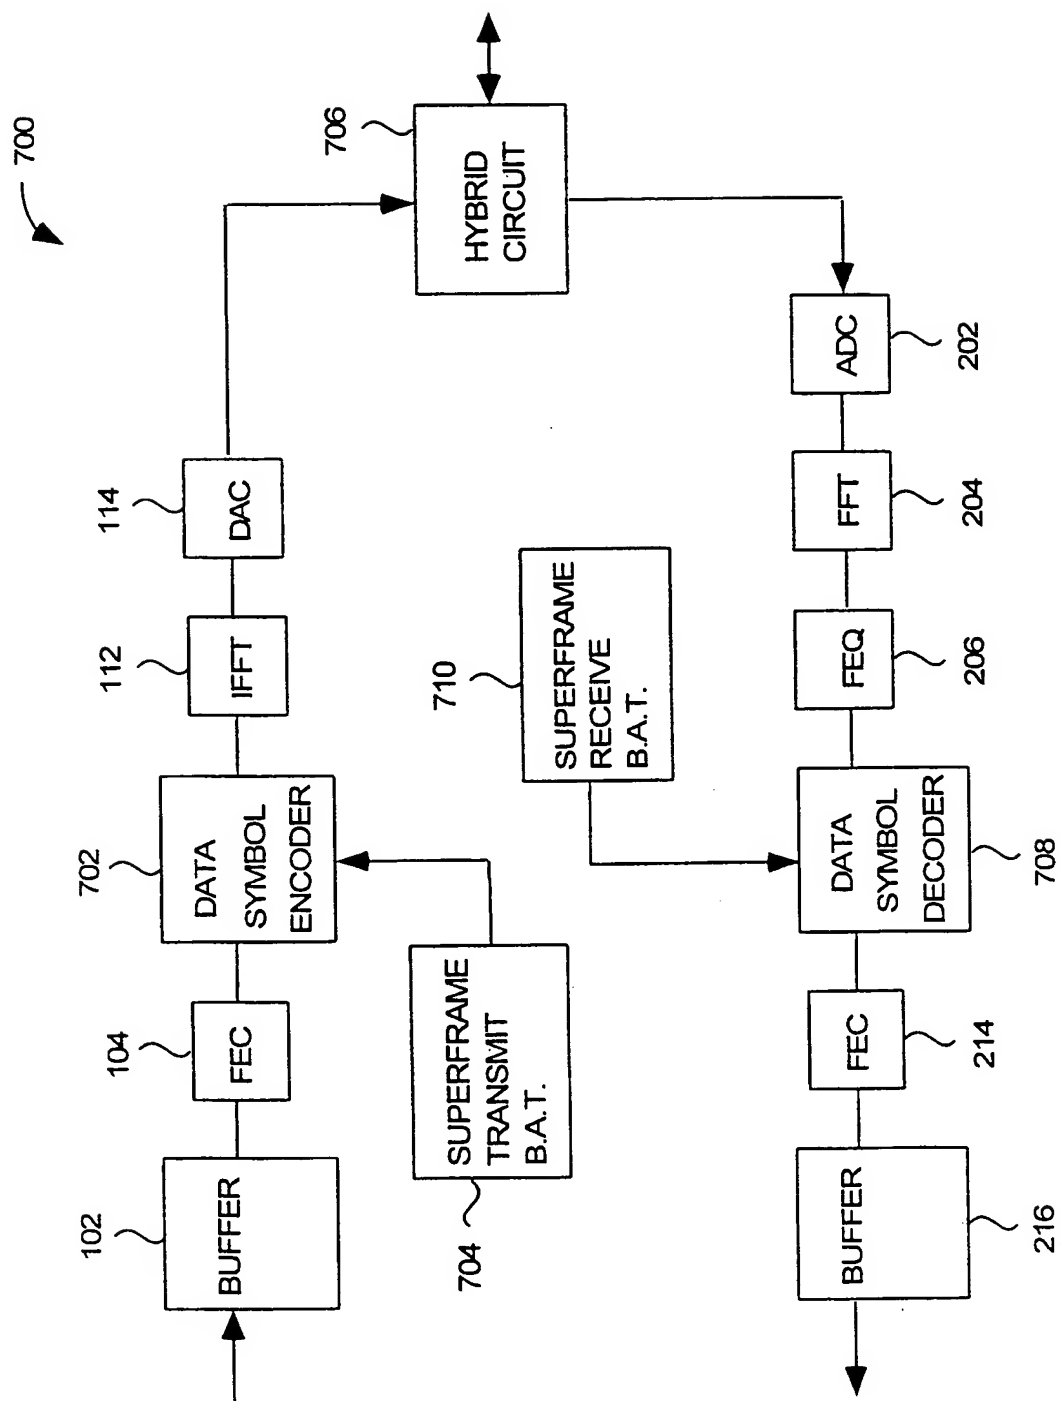 700
102
BUFFER
104
FEC
702
DATA
SYMBOL
ENCODER
112
IFFT
114
DAC
706
HYBRID
CIRCUIT
704
SUPERFRAME
TRANSMIT
B.A.T.
710
SUPERFRAME
RECEIVE
B.A.T.
BUFFER
216
FEC
214
DATA
SYMBOL
DECODER
708
FEQ
206
FFT
204
ADC
202